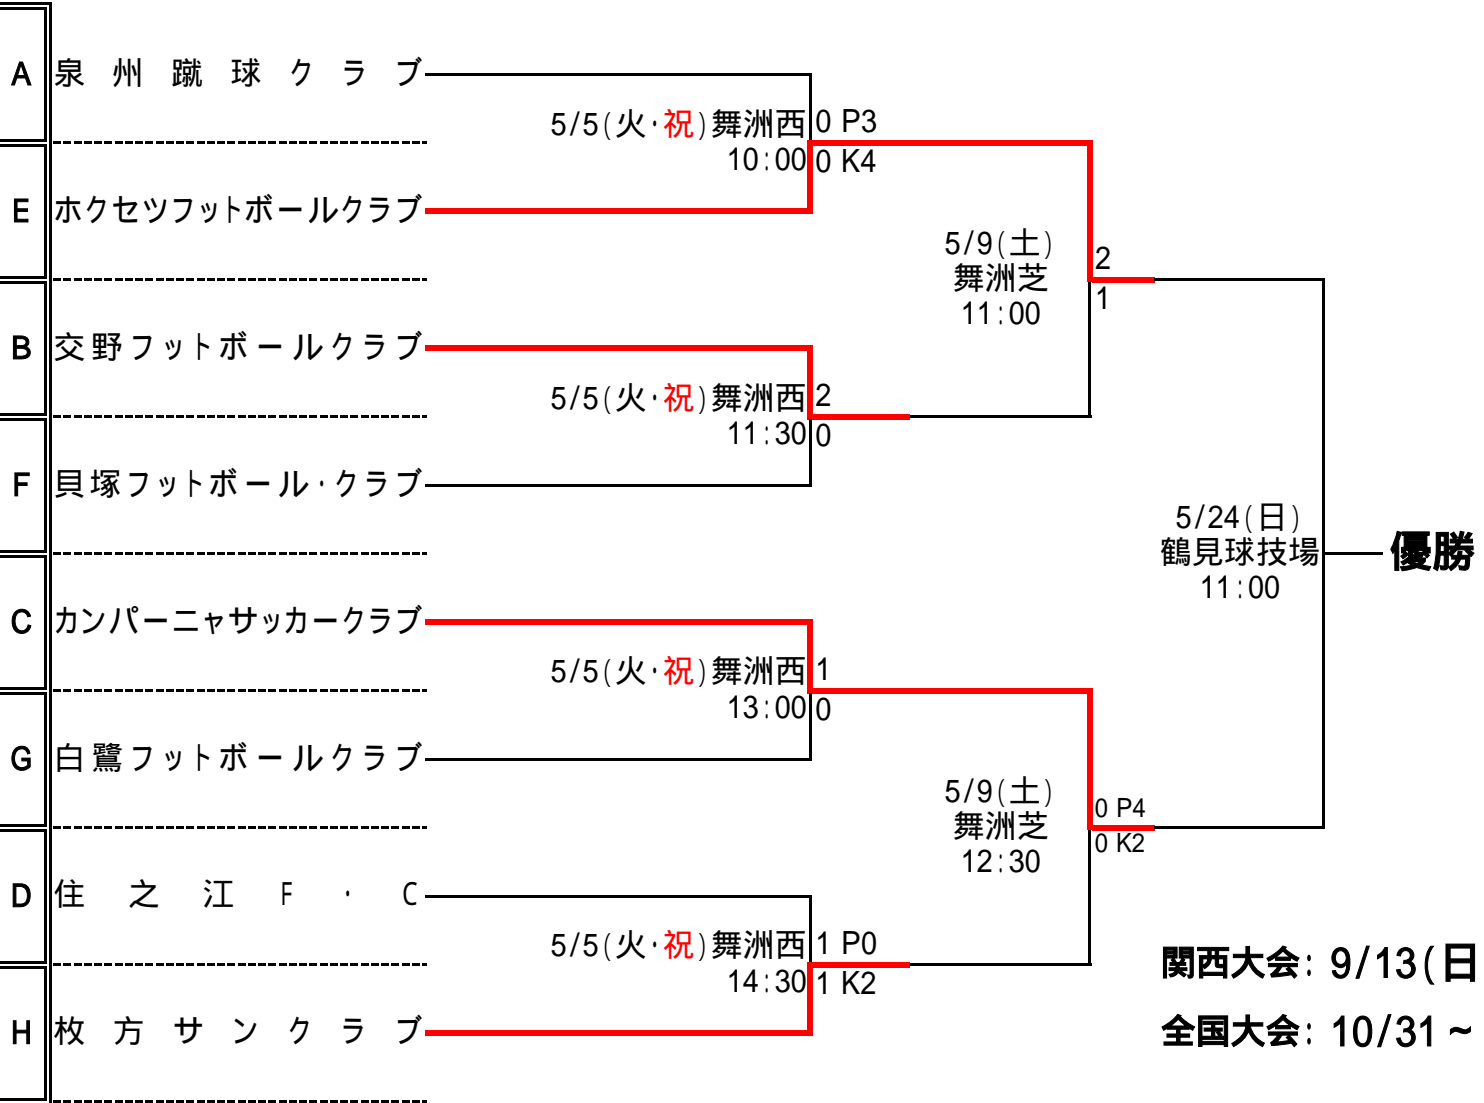 A 泉州蹴球クラブ
5/5(火・祝)舞洲西 0 P3
10:00 0 K4
E ホクセツフットボールクラブ
5/9(土) 2
舞洲芝 1
11:00
B 交野フットボールクラブ
5/5(火・祝)舞洲西 2
11:30 0
F 貝塚フットボール・クラブ
5/24(日)
鶴見球技場
11:00
優勝
C カンパーニャサッカークラブ
5/5(火・祝)舞洲西 1
13:00 0
G 白鷺フットボールクラブ
5/9(土) 0 P4
舞洲芝 0 K2
12:30
D 住之江F・C
5/5(火・祝)舞洲西 1 P0
14:30 1 K2
H 枚方サンクラブ
関西大会: 9/13(日
全国大会: 10/31~